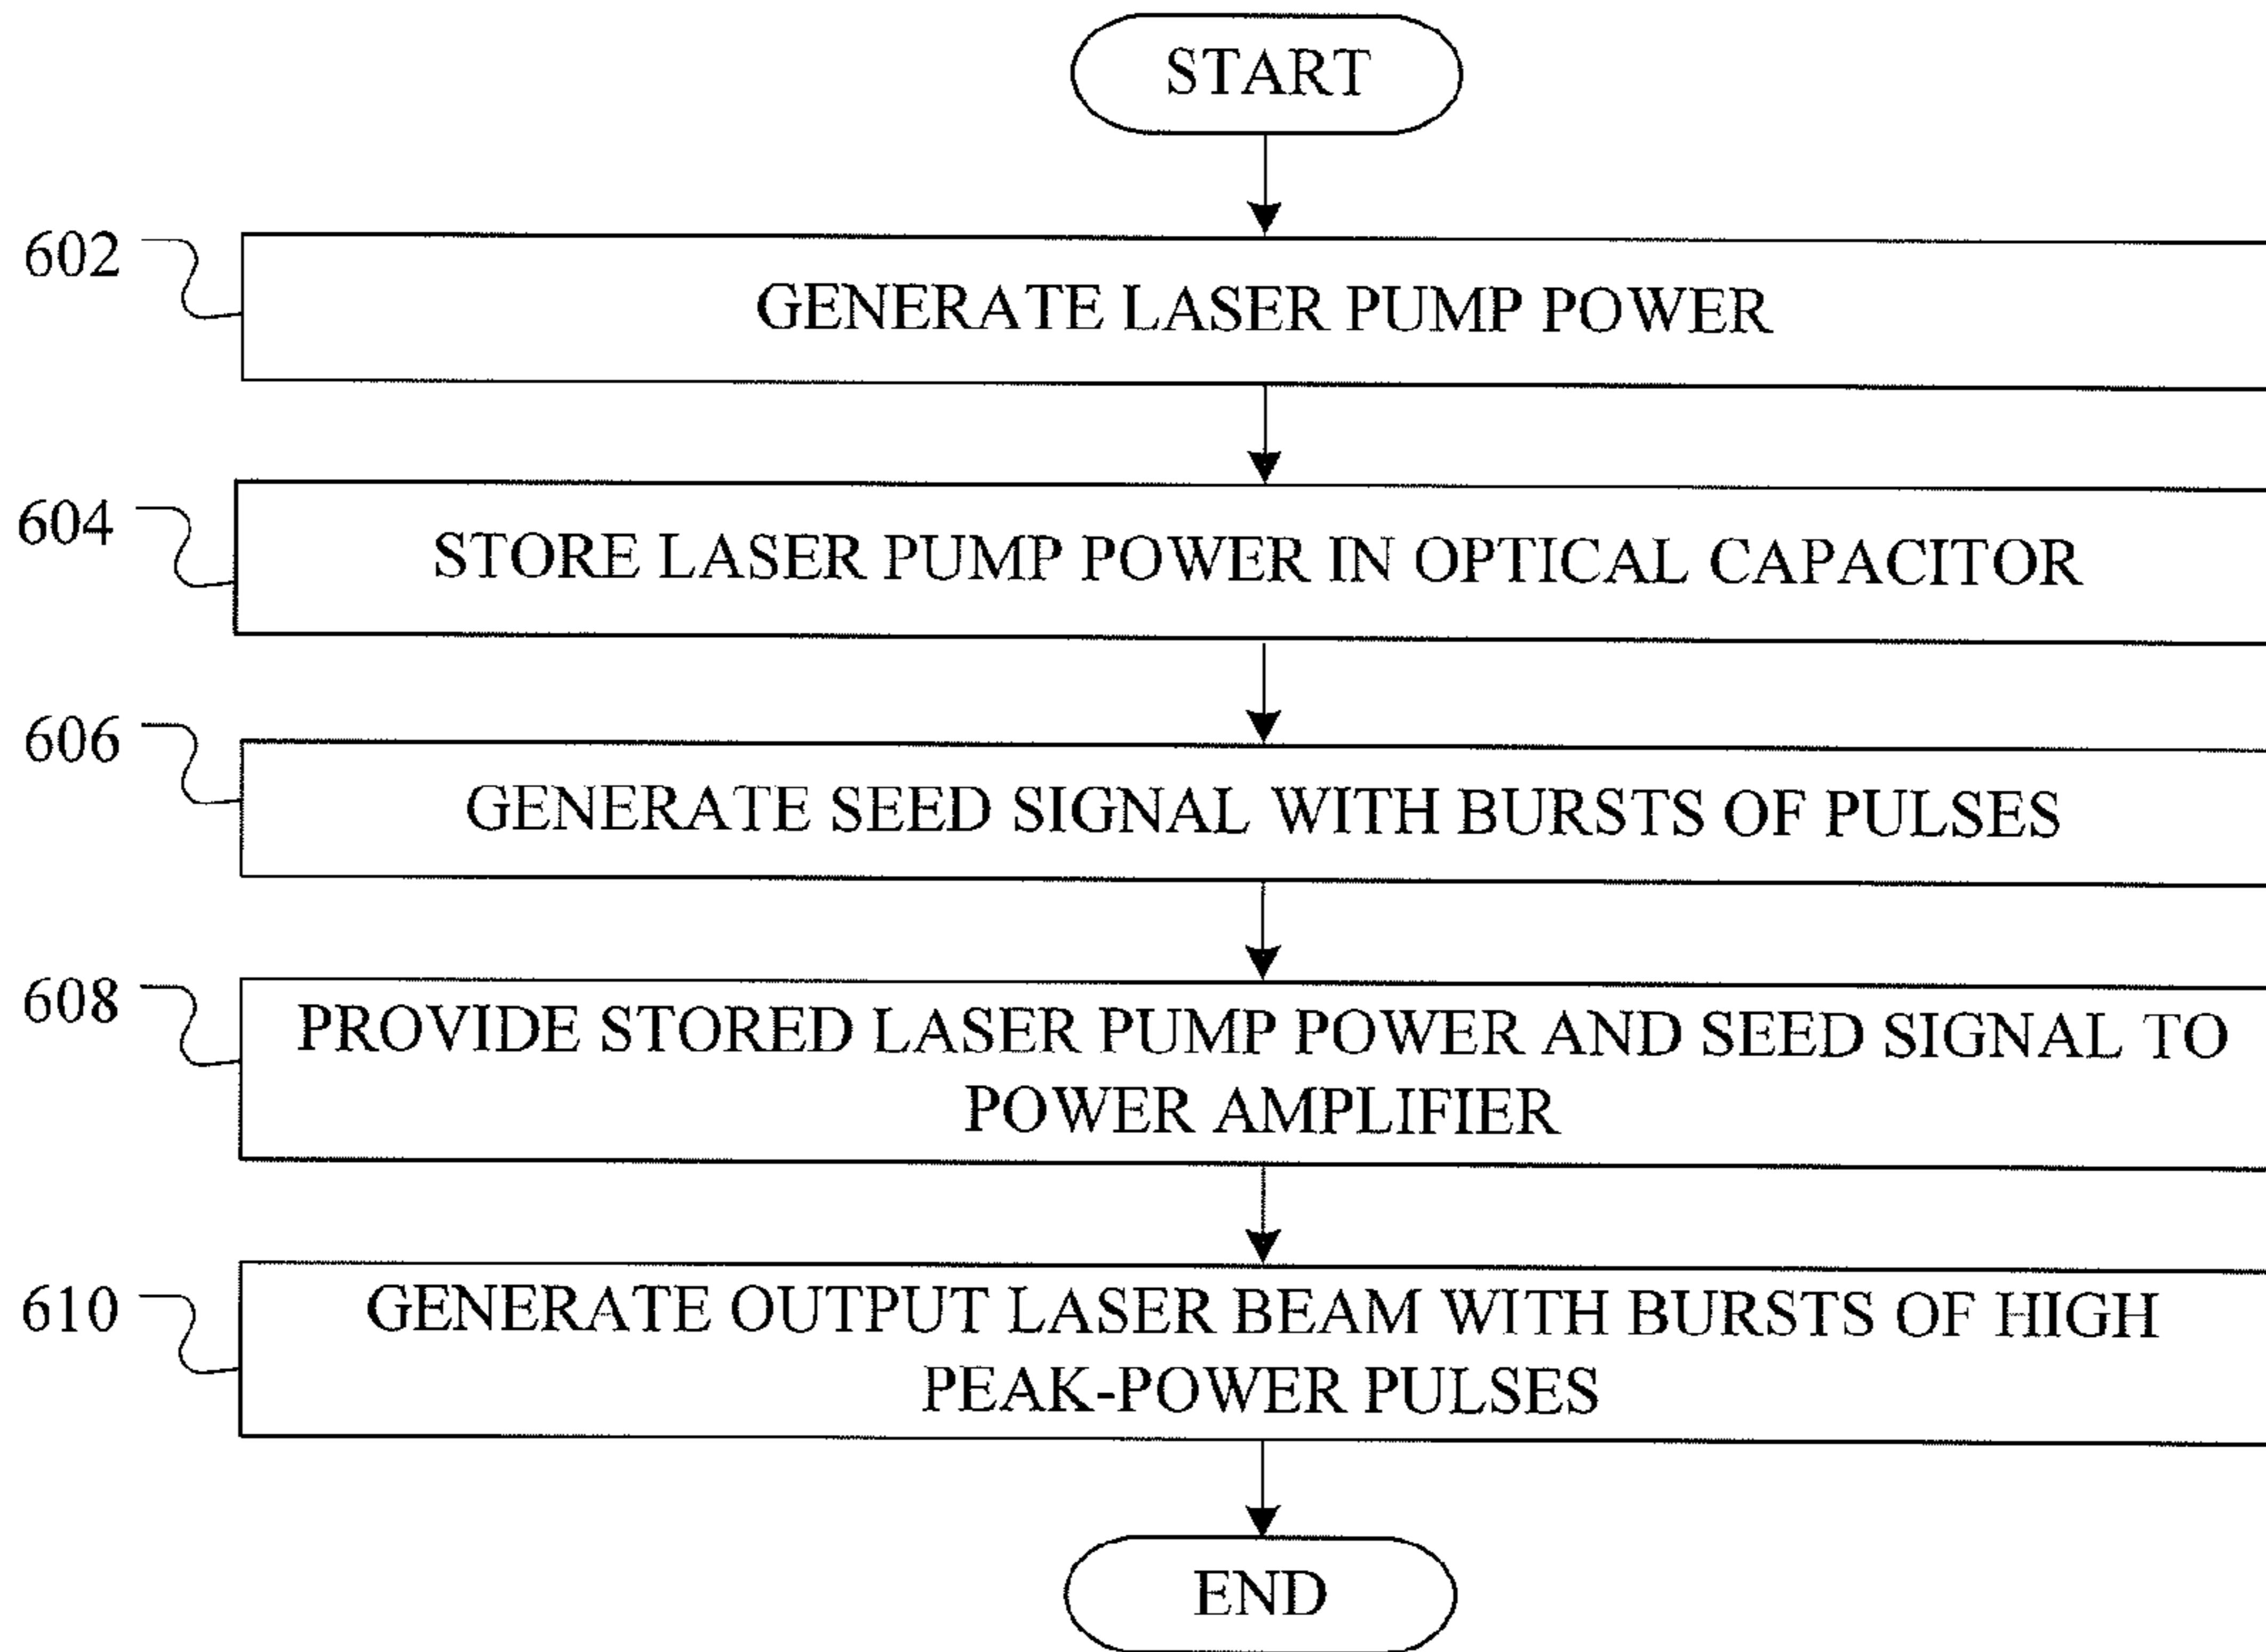 START
602
GENERATE LASER PUMP POWER
604
STORE LASER PUMP POWER IN OPTICAL CAPACITOR
606
GENERATE SEED SIGNAL WITH BURSTS OF PULSES
608
PROVIDE STORED LASER PUMP POWER AND SEED SIGNAL TO
POWER AMPLIFIER
610
GENERATE OUTPUT LASER BEAM WITH BURSTS OF HIGH
PEAK-POWER PULSES
END